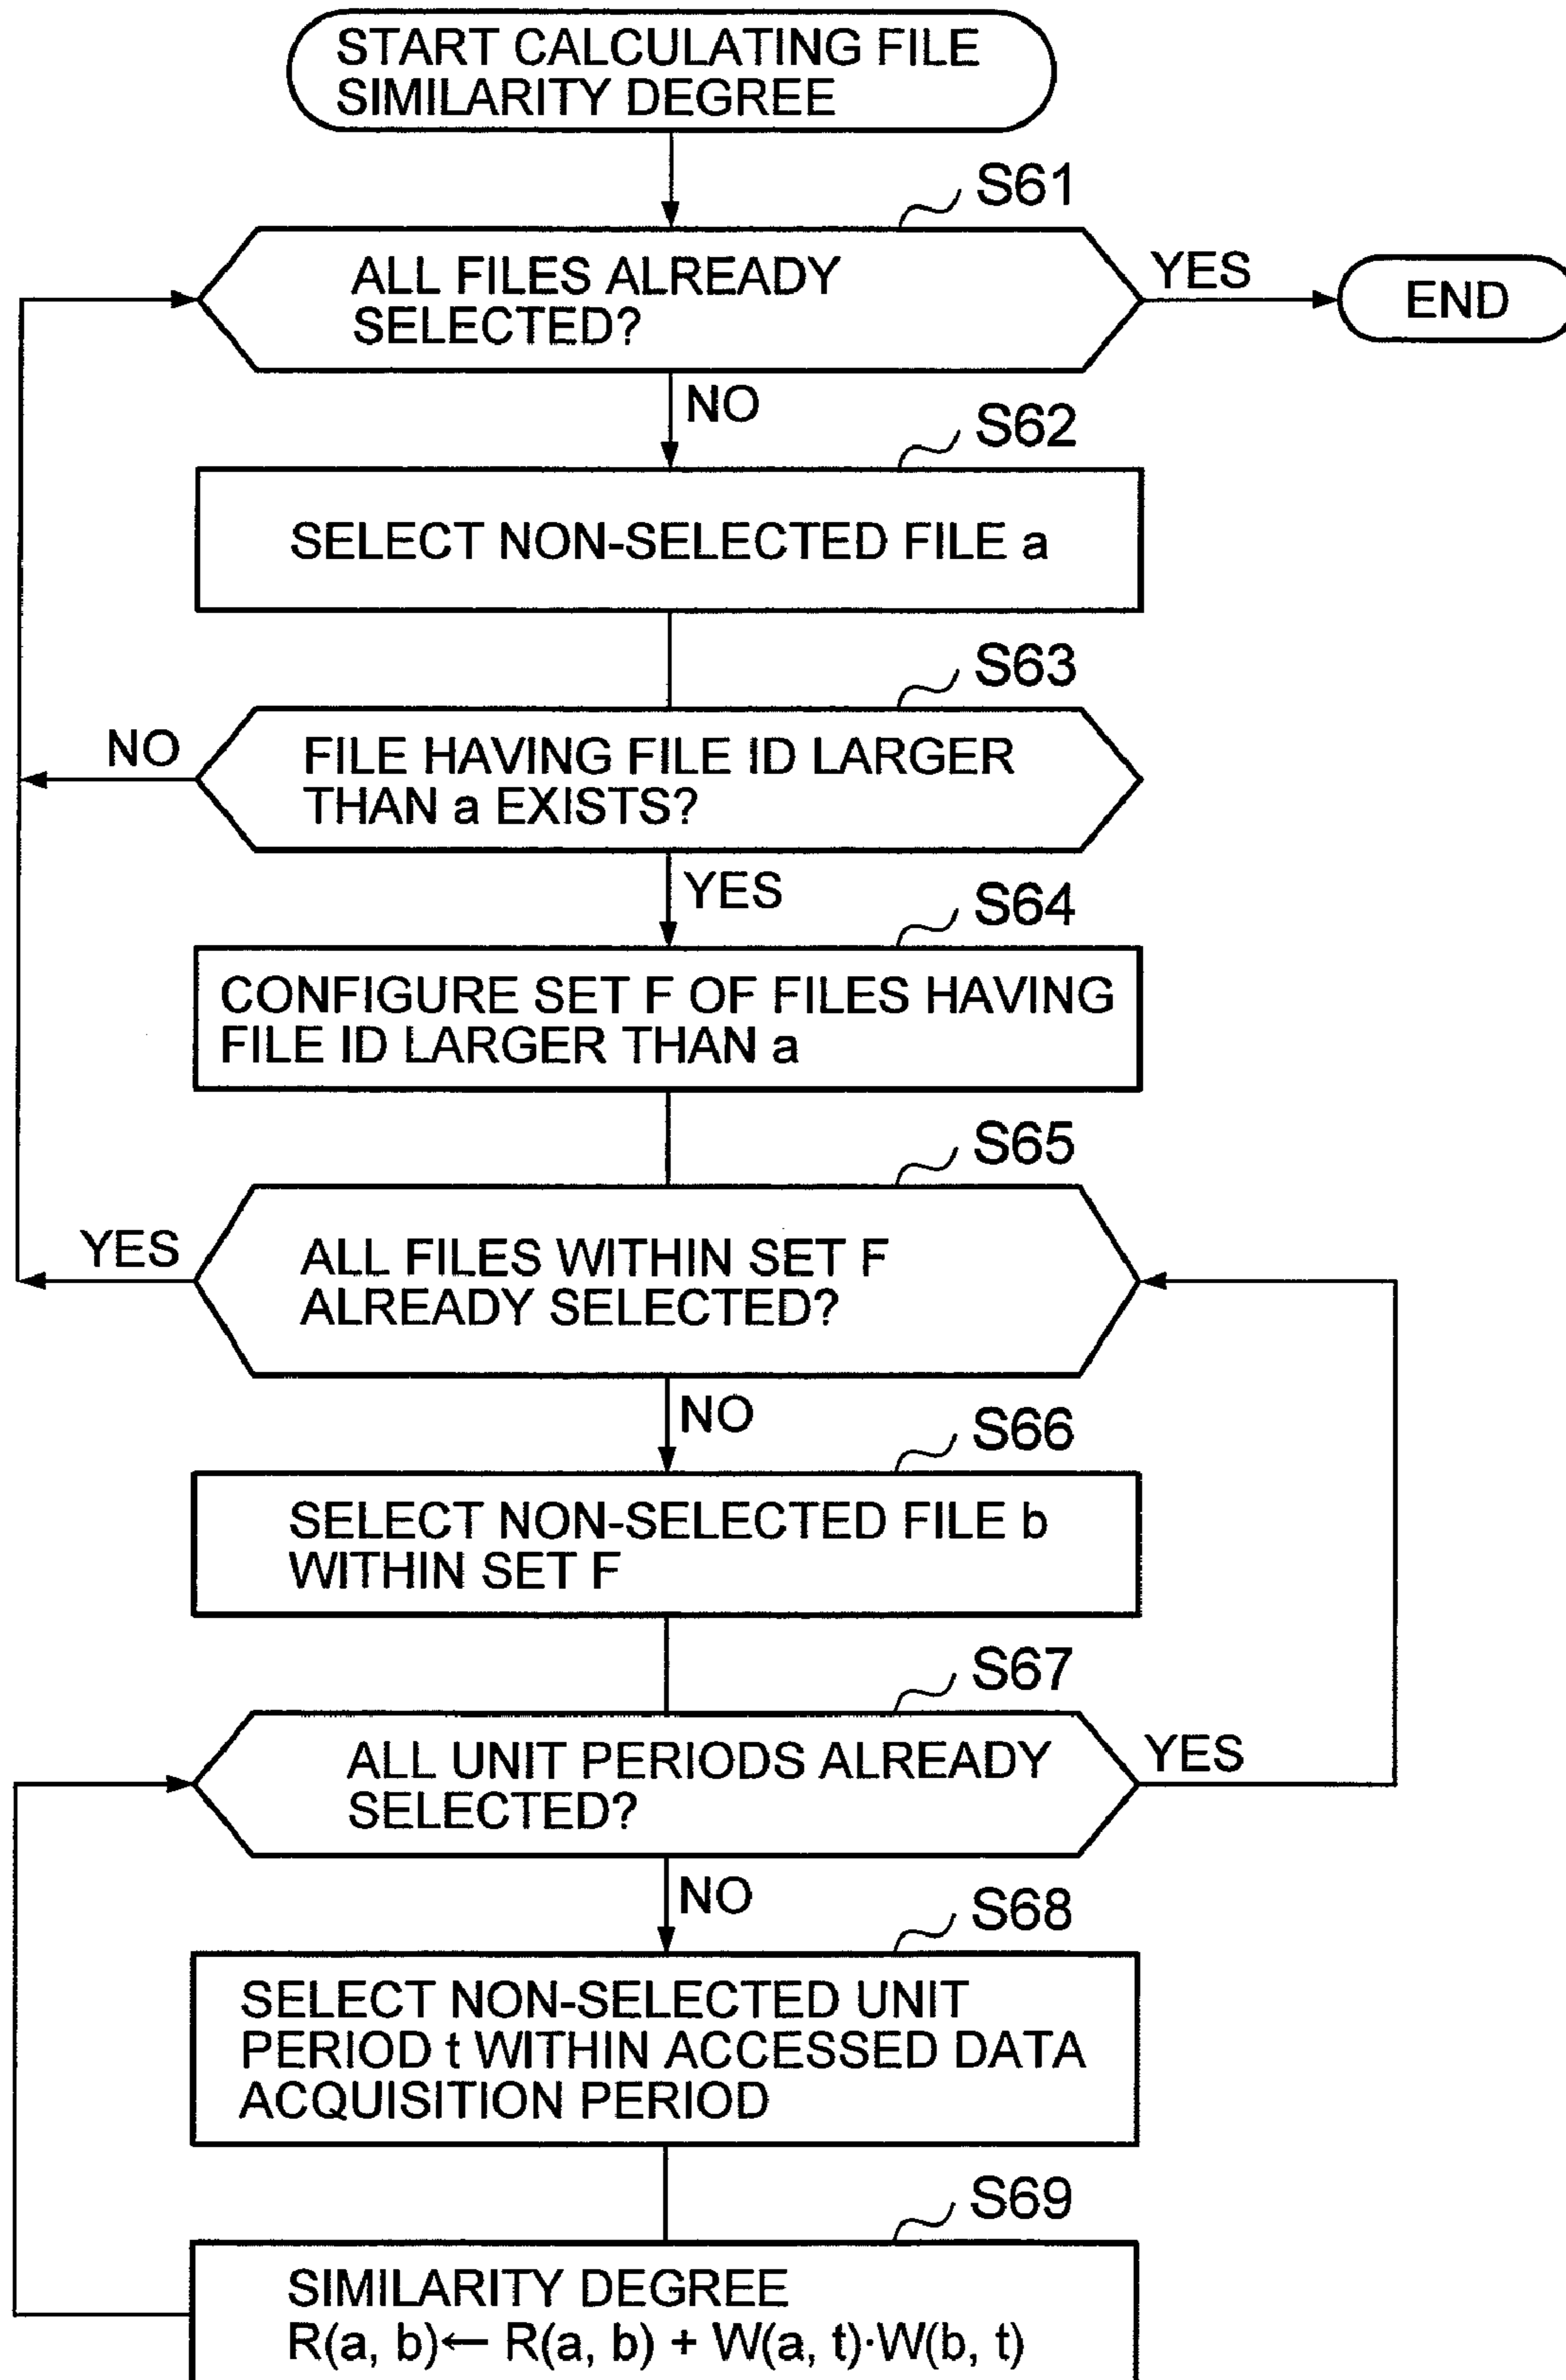 START CALCULATING FILE
SIMILARITY DEGREE
S61
ALL FILES ALREADY
SELECTED?
YES
END
NO
S62
SELECT NON-SELECTED FILE a
S63
NO
FILE HAVING FILE ID LARGER
THAN a EXISTS?
YES
S64
CONFIGURE SET F OF FILES HAVING
FILE ID LARGER THAN a
S65
YES
ALL FILES WITHIN SET F
ALREADY SELECTED?
NO
S66
SELECT NON-SELECTED FILE b
WITHIN SET F
S67
ALL UNIT PERIODS ALREADY
SELECTED?
YES
NO
S68
SELECT NON-SELECTED UNIT
PERIOD t WITHIN ACCESSED DATA
ACQUISITION PERIOD
S69
SIMILARITY DEGREE
R(a, b)← R(a, b) + W(a, t)·W(b, t)